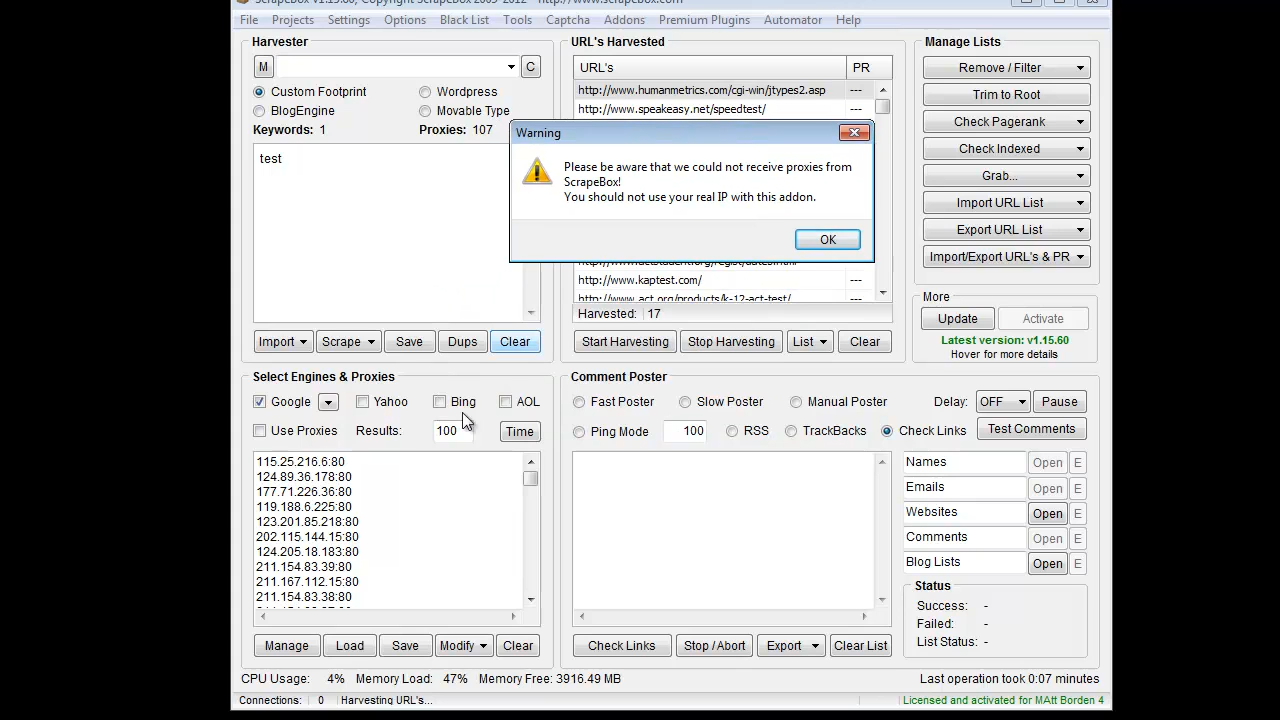 ScrapeBox v1.15.60, Copyright ScrapeBox 2009-2012 - http://www.scrapebox.com
File Projects Settings Options Black List Tools Captcha Addons Premium Plugins Automator Help
Harvester
M
C
Custom Footprint
Wordpress
BlogEngine
Movable Type
Keywords: 1
Proxies: 107
test
Import
Scrape
Save
Dups
Clear
URL's Harvested
URL's PR
http://www.humanmetrics.com/cgi-win/jtypes2.asp ---
http://www.speakeasy.net/speedtest/ ---
Warning
Please be aware that we could not receive proxies from
ScrapeBox!
You should not use your real IP with this addon.
OK
http://www.kaptest.com/ ---
http://www.act.org/products/k-12-act-test/ ---
Harvested: 17
Start Harvesting
Stop Harvesting
List
Clear
Manage Lists
Remove / Filter
Trim to Root
Check Pagerank
Check Indexed
Grab...
Import URL List
Export URL List
Import/Export URL's & PR
More
Update
Activate
Latest version: v1.15.60
Hover for more details
Select Engines & Proxies
Google
Yahoo
Bing
AOL
Use Proxies
Results: 100
Time
115.25.216.6:80
124.89.36.178:80
177.71.226.36:80
119.188.6.225:80
123.201.85.218:80
202.115.144.15:80
124.205.18.183:80
211.154.83.39:80
211.167.112.15:80
211.154.83.38:80
Manage
Load
Save
Modify
Clear
Comment Poster
Fast Poster
Slow Poster
Manual Poster
Delay: OFF
Pause
Ping Mode 100
RSS
TrackBacks
Check Links
Test Comments
Names Open E
Emails Open E
Websites Open E
Comments Open E
Blog Lists Open E
Status
Success: -
Failed: -
List Status: -
Check Links
Stop / Abort
Export
Clear List
CPU Usage: 4% Memory Load: 47% Memory Free: 3916.49 MB
Last operation took 0:07 minutes
Connections: 0 Harvesting URL's...
Licensed and activated for MAtt Borden 4